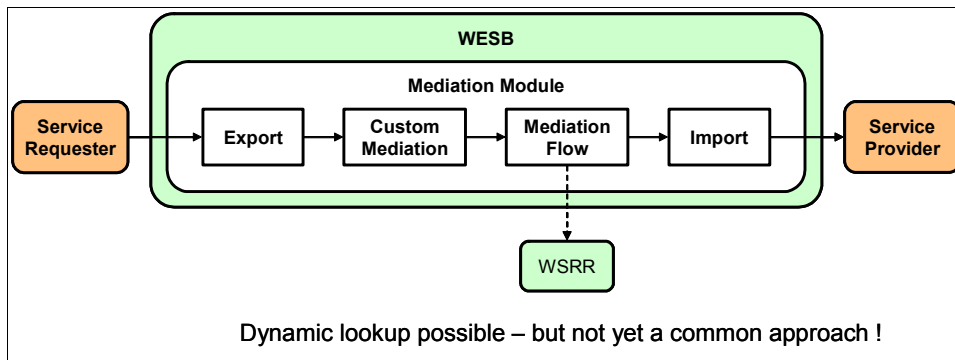 WESB
Mediation Module
Service
Requester
Export
Custom
Mediation
Mediation
Flow
Import
Service
Provider
WSRR
Dynamic lookup possible – but not yet a common approach !